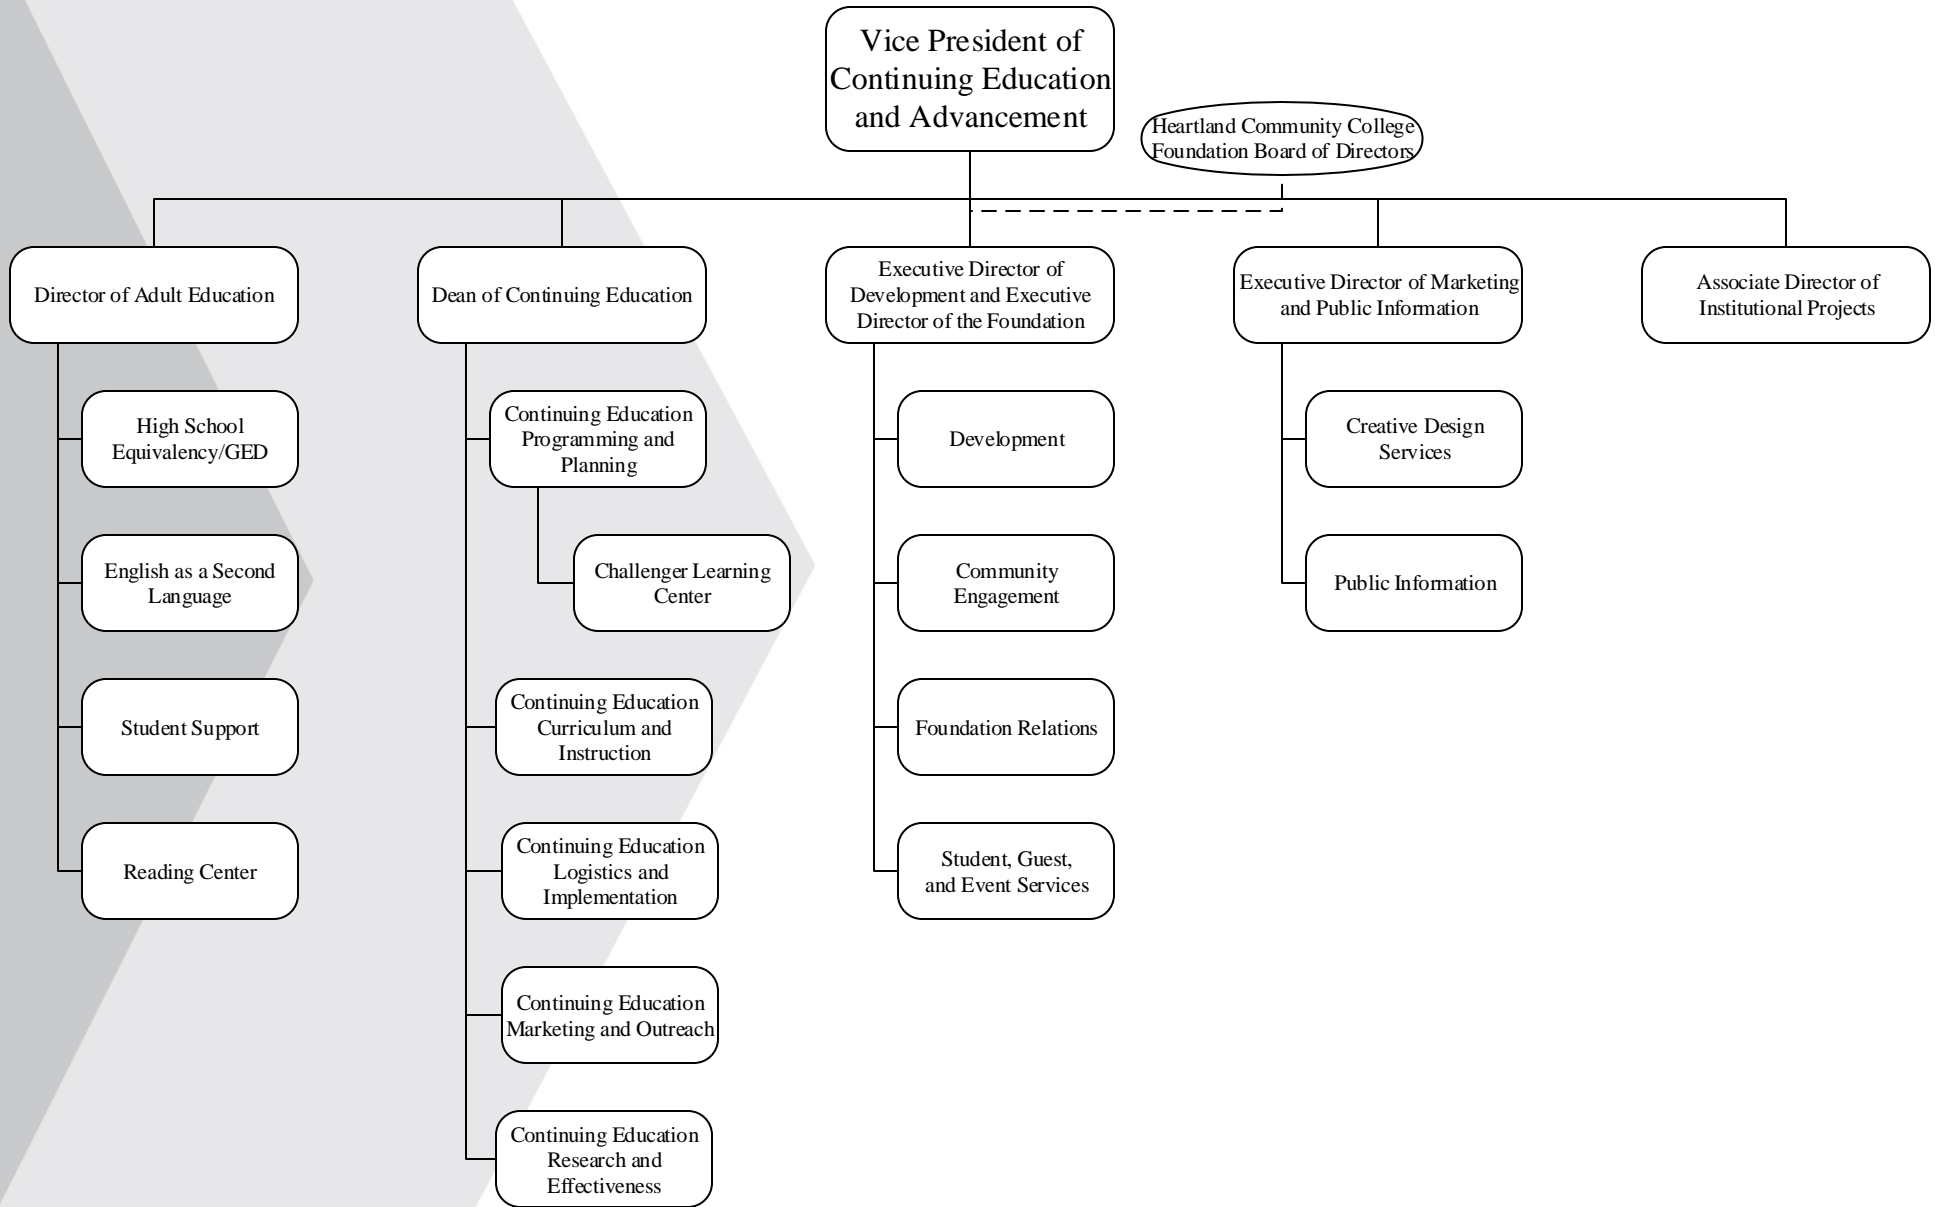 Vice President of
Continuing Education
and Advancement
Heartland Community College
Foundation Board of Directors
Director of Adult Education
Dean of Continuing Education
Executive Director of
Development and Executive
Director of the Foundation
Executive Director of Marketing
and Public Information
Associate Director of
Institutional Projects
High School
Equivalency/GED
English as a Second
Language
Student Support
Reading Center
Continuing Education
Programming and
Planning
Challenger Learning
Center
Continuing Education
Curriculum and
Instruction
Continuing Education
Logistics and
Implementation
Continuing Education
Marketing and Outreach
Continuing Education
Research and
Effectiveness
Development
Community
Engagement
Foundation Relations
Student, Guest,
and Event Services
Creative Design
Services
Public Information